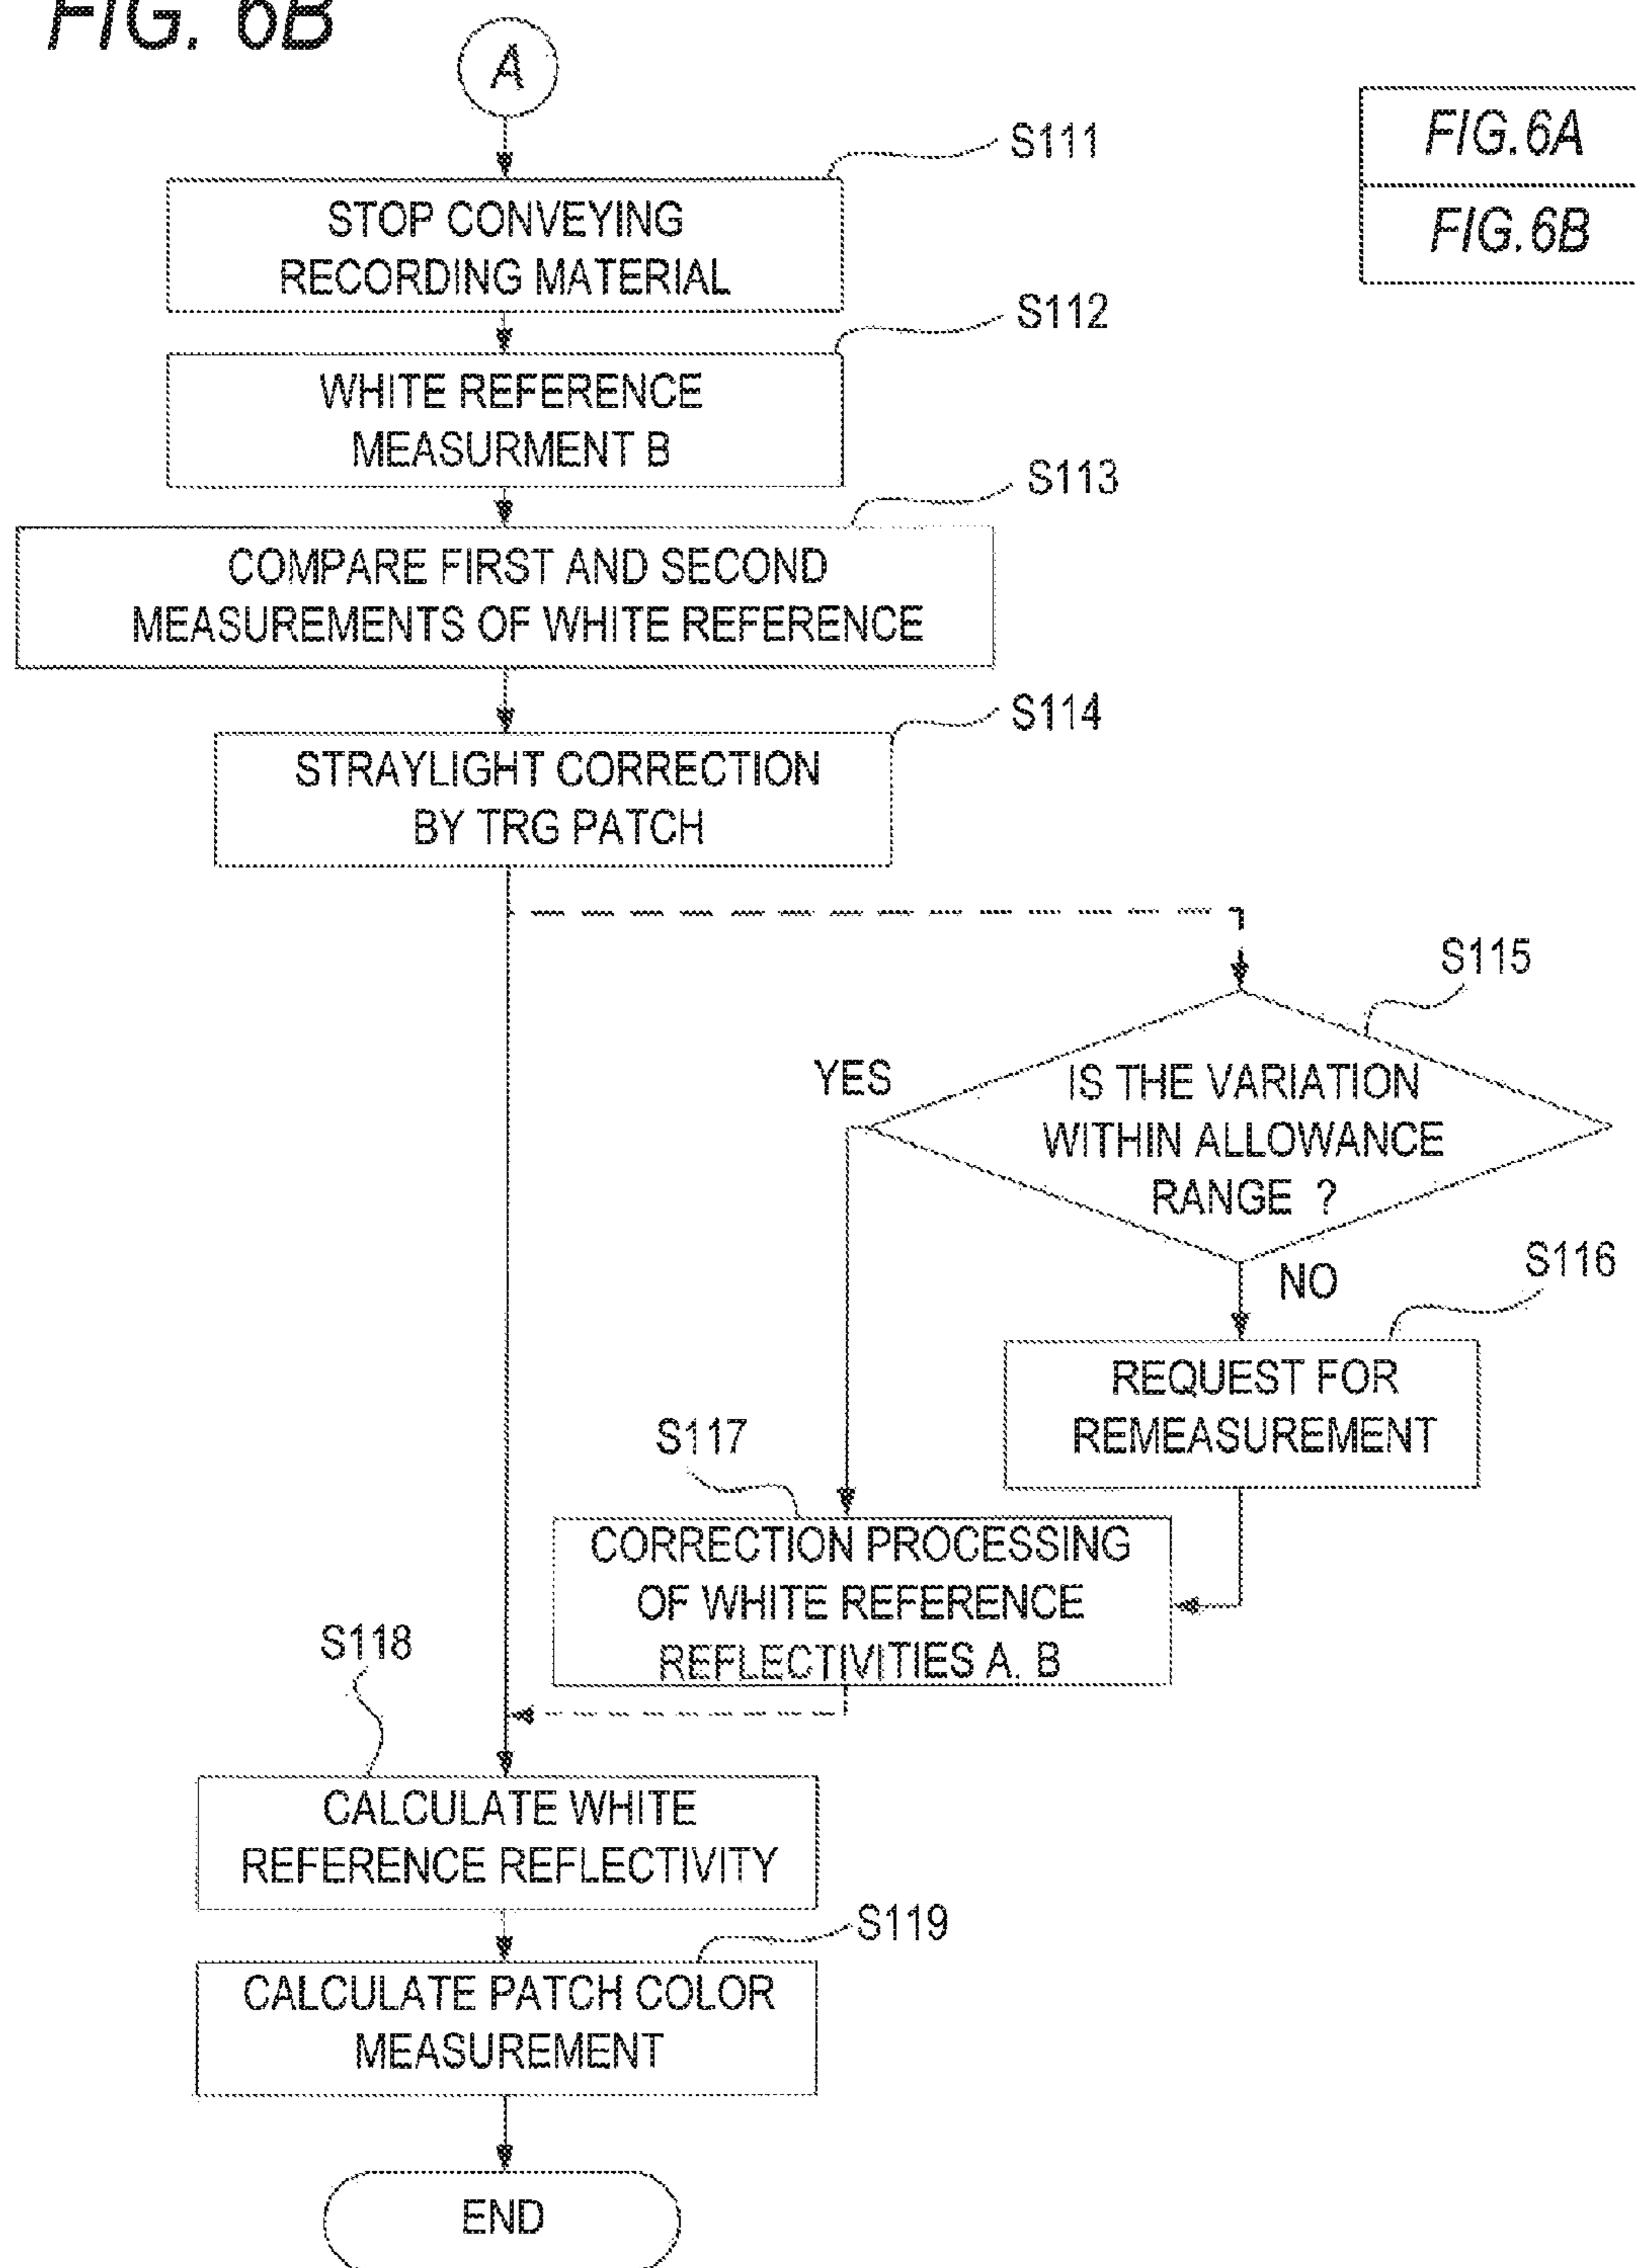 FIG. 6B
A
FIG.6A
FIG.6B
S111
STOP CONVEYING
RECORDING MATERIAL
S112
WHITE REFERENCE
MEASURMENT B
S113
COMPARE FIRST AND SECOND
MEASUREMENTS OF WHITE REFERENCE
S114
STRAYLIGHT CORRECTION
BY TRG PATCH
S115
YES
IS THE VARIATION
WITHIN ALLOWANCE
RANGE ?
NO
S116
REQUEST FOR
REMEASUREMENT
S117
CORRECTION PROCESSING
OF WHITE REFERENCE
REFLECTIVITIES A. B
S118
CALCULATE WHITE
REFERENCE REFLECTIVITY
S119
CALCULATE PATCH COLOR
MEASUREMENT
END